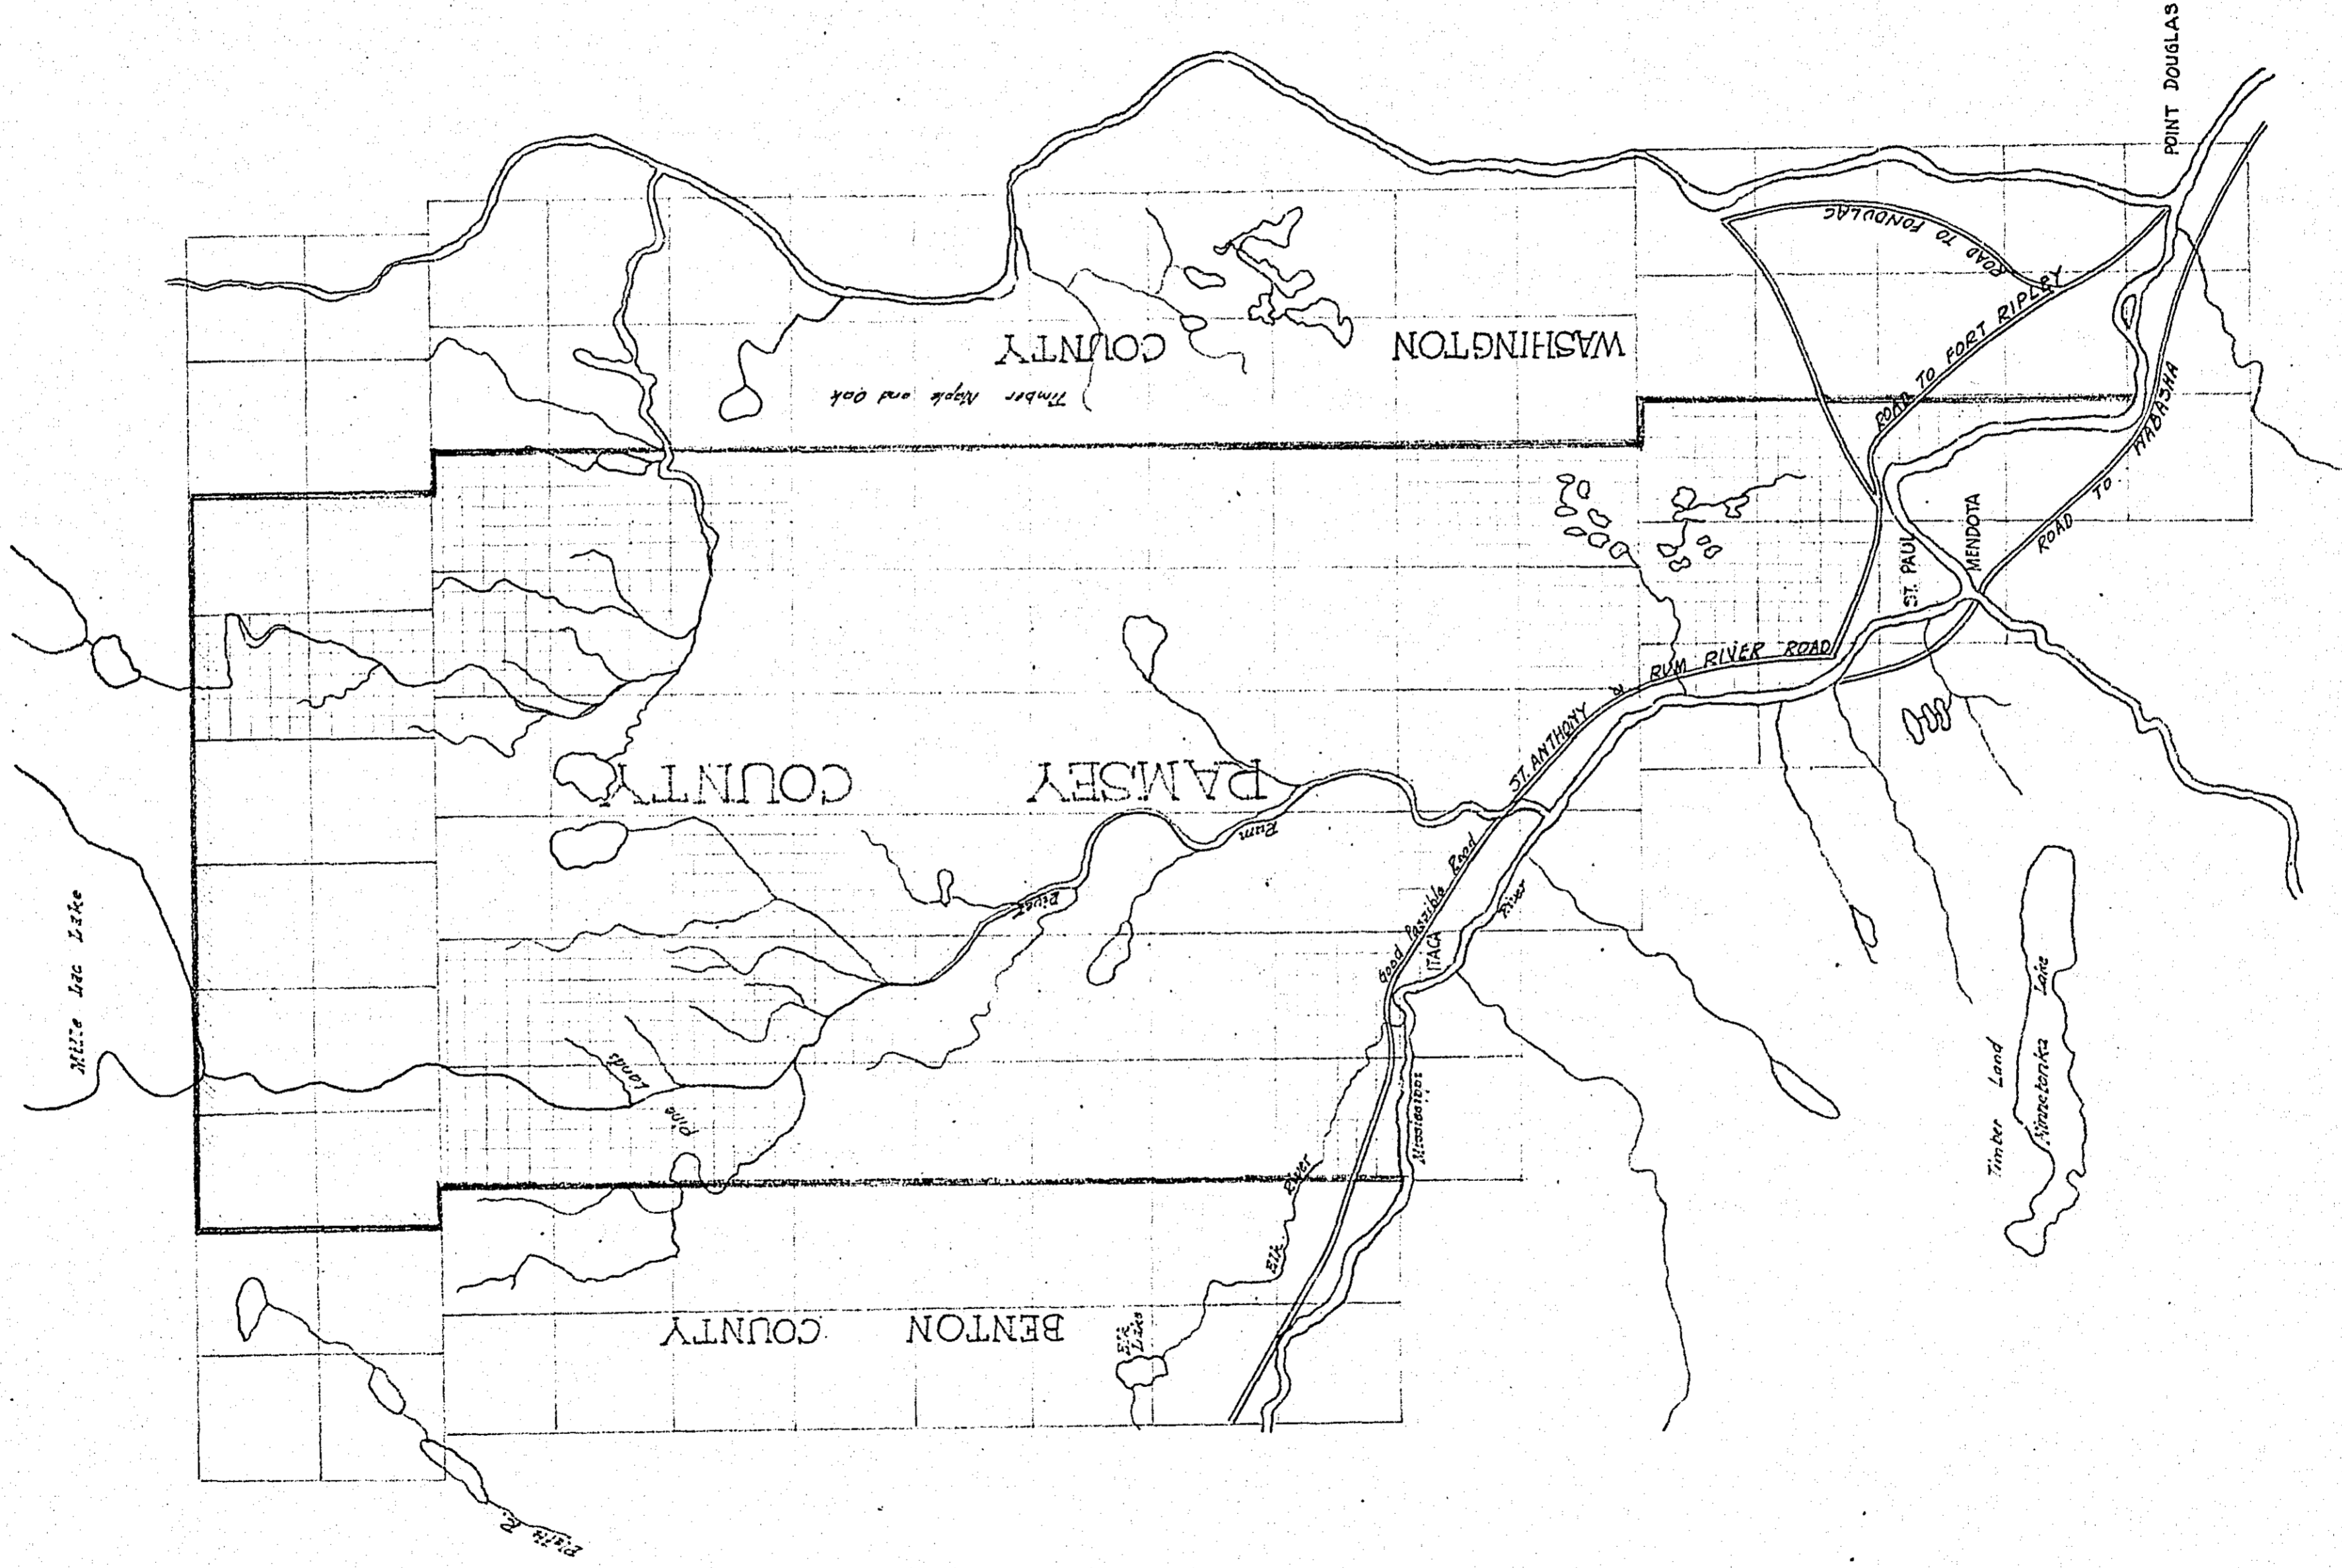 POINT DOUGLAS
ROAD TO FONDULAC
ROAD TO FORT RIPLEY
ROAD TO WABASHA
WASHINGTON COUNTY
Timber Maple and Oak
ST. PAUL
MENDOTA
ST. ANTHONY & RUM RIVER ROAD
RAMSEY COUNTY
Rum River
Good Passible Road
ITACA
Mississippi River
Mille Lac Lake
Pine Lands
Elk River
Elk
BENTON COUNTY
Timber Land
Minnetonka Lake
Platte R.